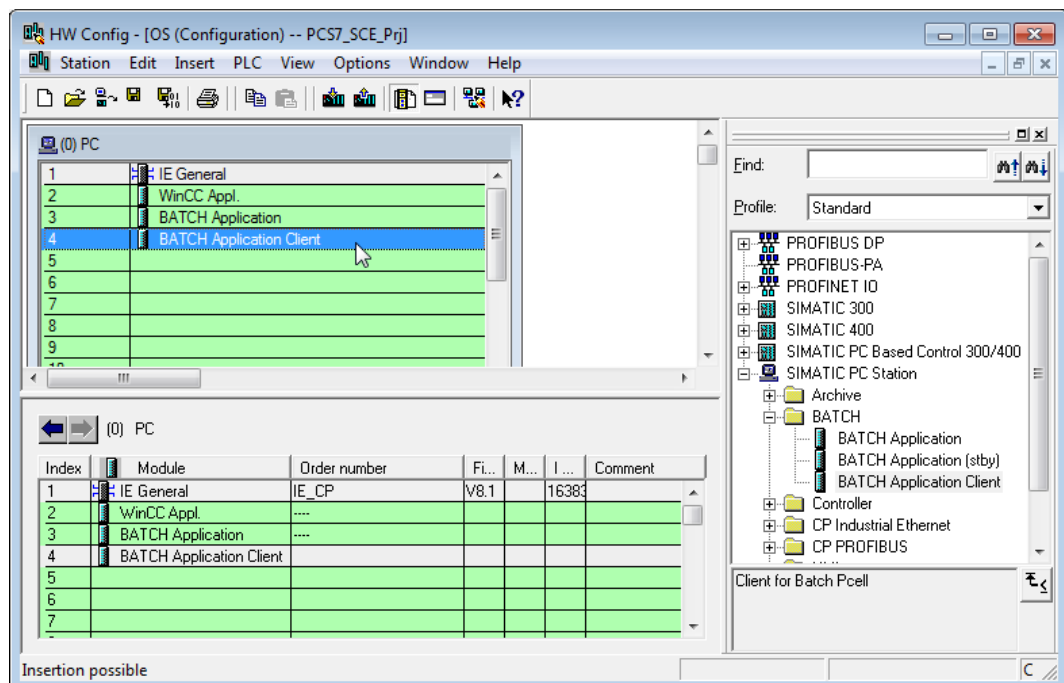 HW Config - [OS (Configuration) -- PCS7_SCE_Prj]
Station Edit Insert PLC View Options Window Help
(0) PC
1 IE General
2 WinCC Appl.
3 BATCH Application
4 BATCH Application Client
5
6
7
8
9
Find:
Profile: Standard
PROFIBUS DP
PROFIBUS-PA
PROFINET IO
SIMATIC 300
SIMATIC 400
SIMATIC PC Based Control 300/400
SIMATIC PC Station
Archive
BATCH
BATCH Application
BATCH Application (stby)
BATCH Application Client
Controller
CP Industrial Ethernet
CP PROFIBUS
Client for Batch Pcell
(0) PC
Index Module Order number Fi... M... I ... Comment
1 IE General IE_CP V8.1 16383
2 WinCC Appl. ----
3 BATCH Application ----
4 BATCH Application Client
5
6
7
Insertion possible C